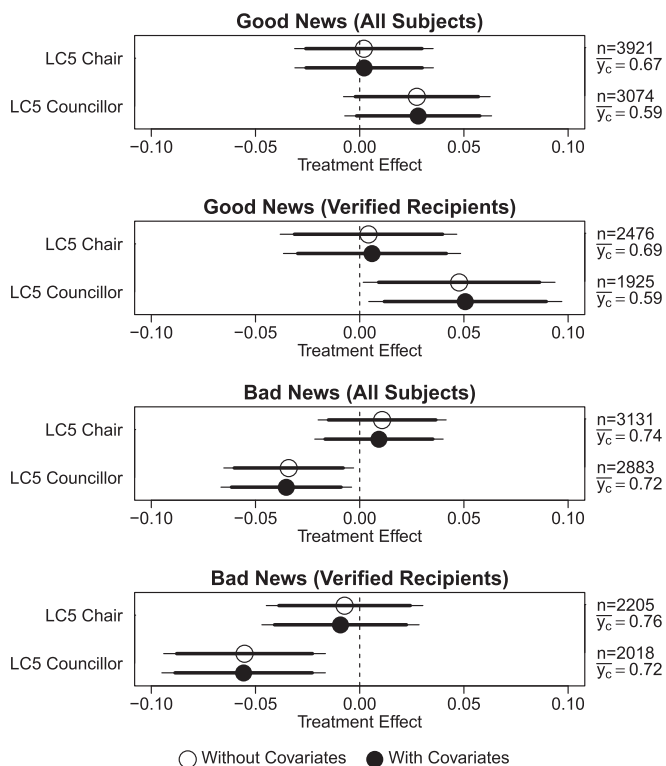 Good News (All Subjects)
LC5 Chair
n=3921
y̅c = 0.67
LC5 Councillor
n=3074
y̅c = 0.59
−0.10 −0.05 0.00 0.05 0.10
Treatment Effect
Good News (Verified Recipients)
LC5 Chair
n=2476
y̅c = 0.69
LC5 Councillor
n=1925
y̅c = 0.59
−0.10 −0.05 0.00 0.05 0.10
Treatment Effect
Bad News (All Subjects)
LC5 Chair
n=3131
y̅c = 0.74
LC5 Councillor
n=2883
y̅c = 0.72
−0.10 −0.05 0.00 0.05 0.10
Treatment Effect
Bad News (Verified Recipients)
LC5 Chair
n=2205
y̅c = 0.76
LC5 Councillor
n=2018
y̅c = 0.72
−0.10 −0.05 0.00 0.05 0.10
Treatment Effect
Without Covariates With Covariates